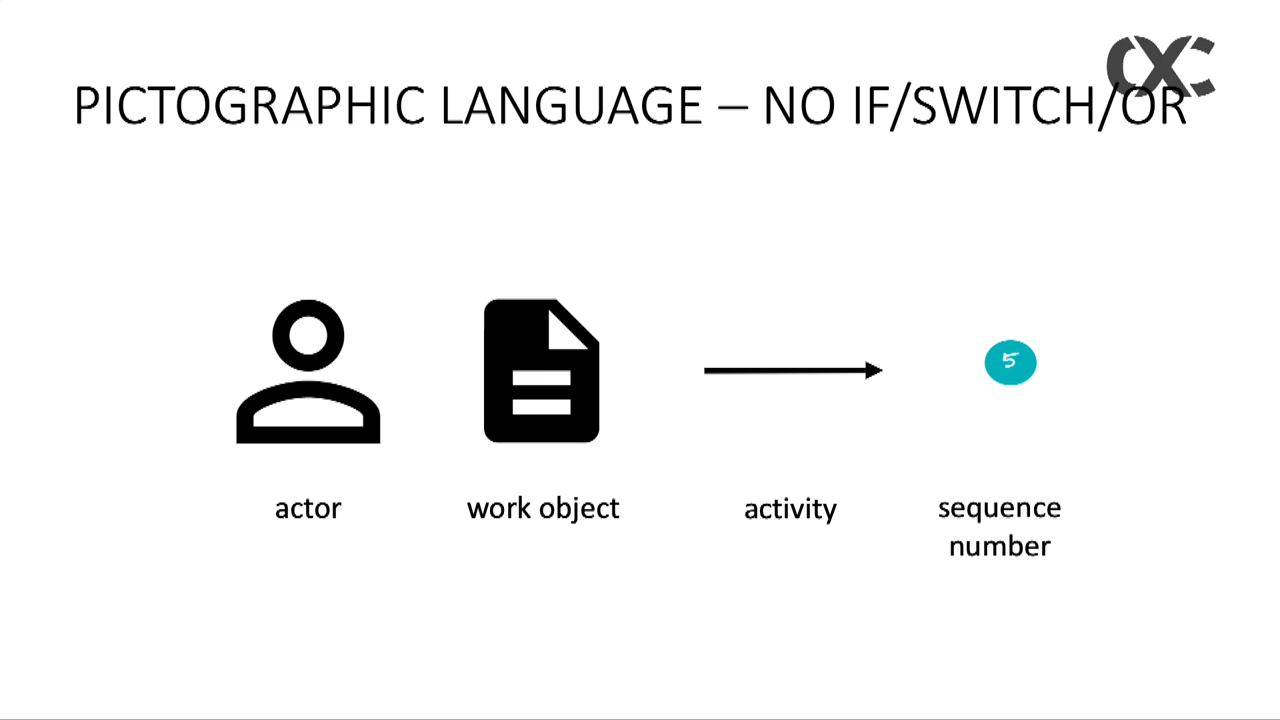 PICTOGRAPHIC LANGUAGE – NO IF/SWITCH/OR
5
actor
work object
activity
sequence
number